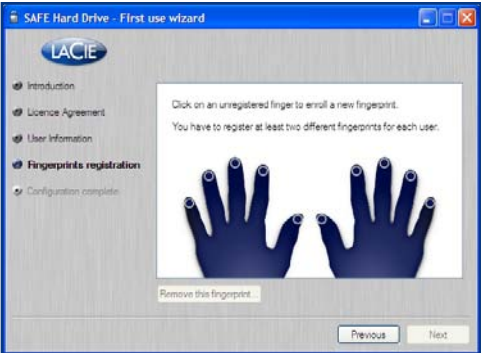 SAFE Hard Drive - First use wizard
LACIE
Introduction
Licence Agreement
User Information
Fingerprints registration
Configuration complete
Click on an unregistered finger to enroll a new fingerprint.
You have to register at least two different fingerprints for each user.
Remove this fingerprint...
Previous
Next